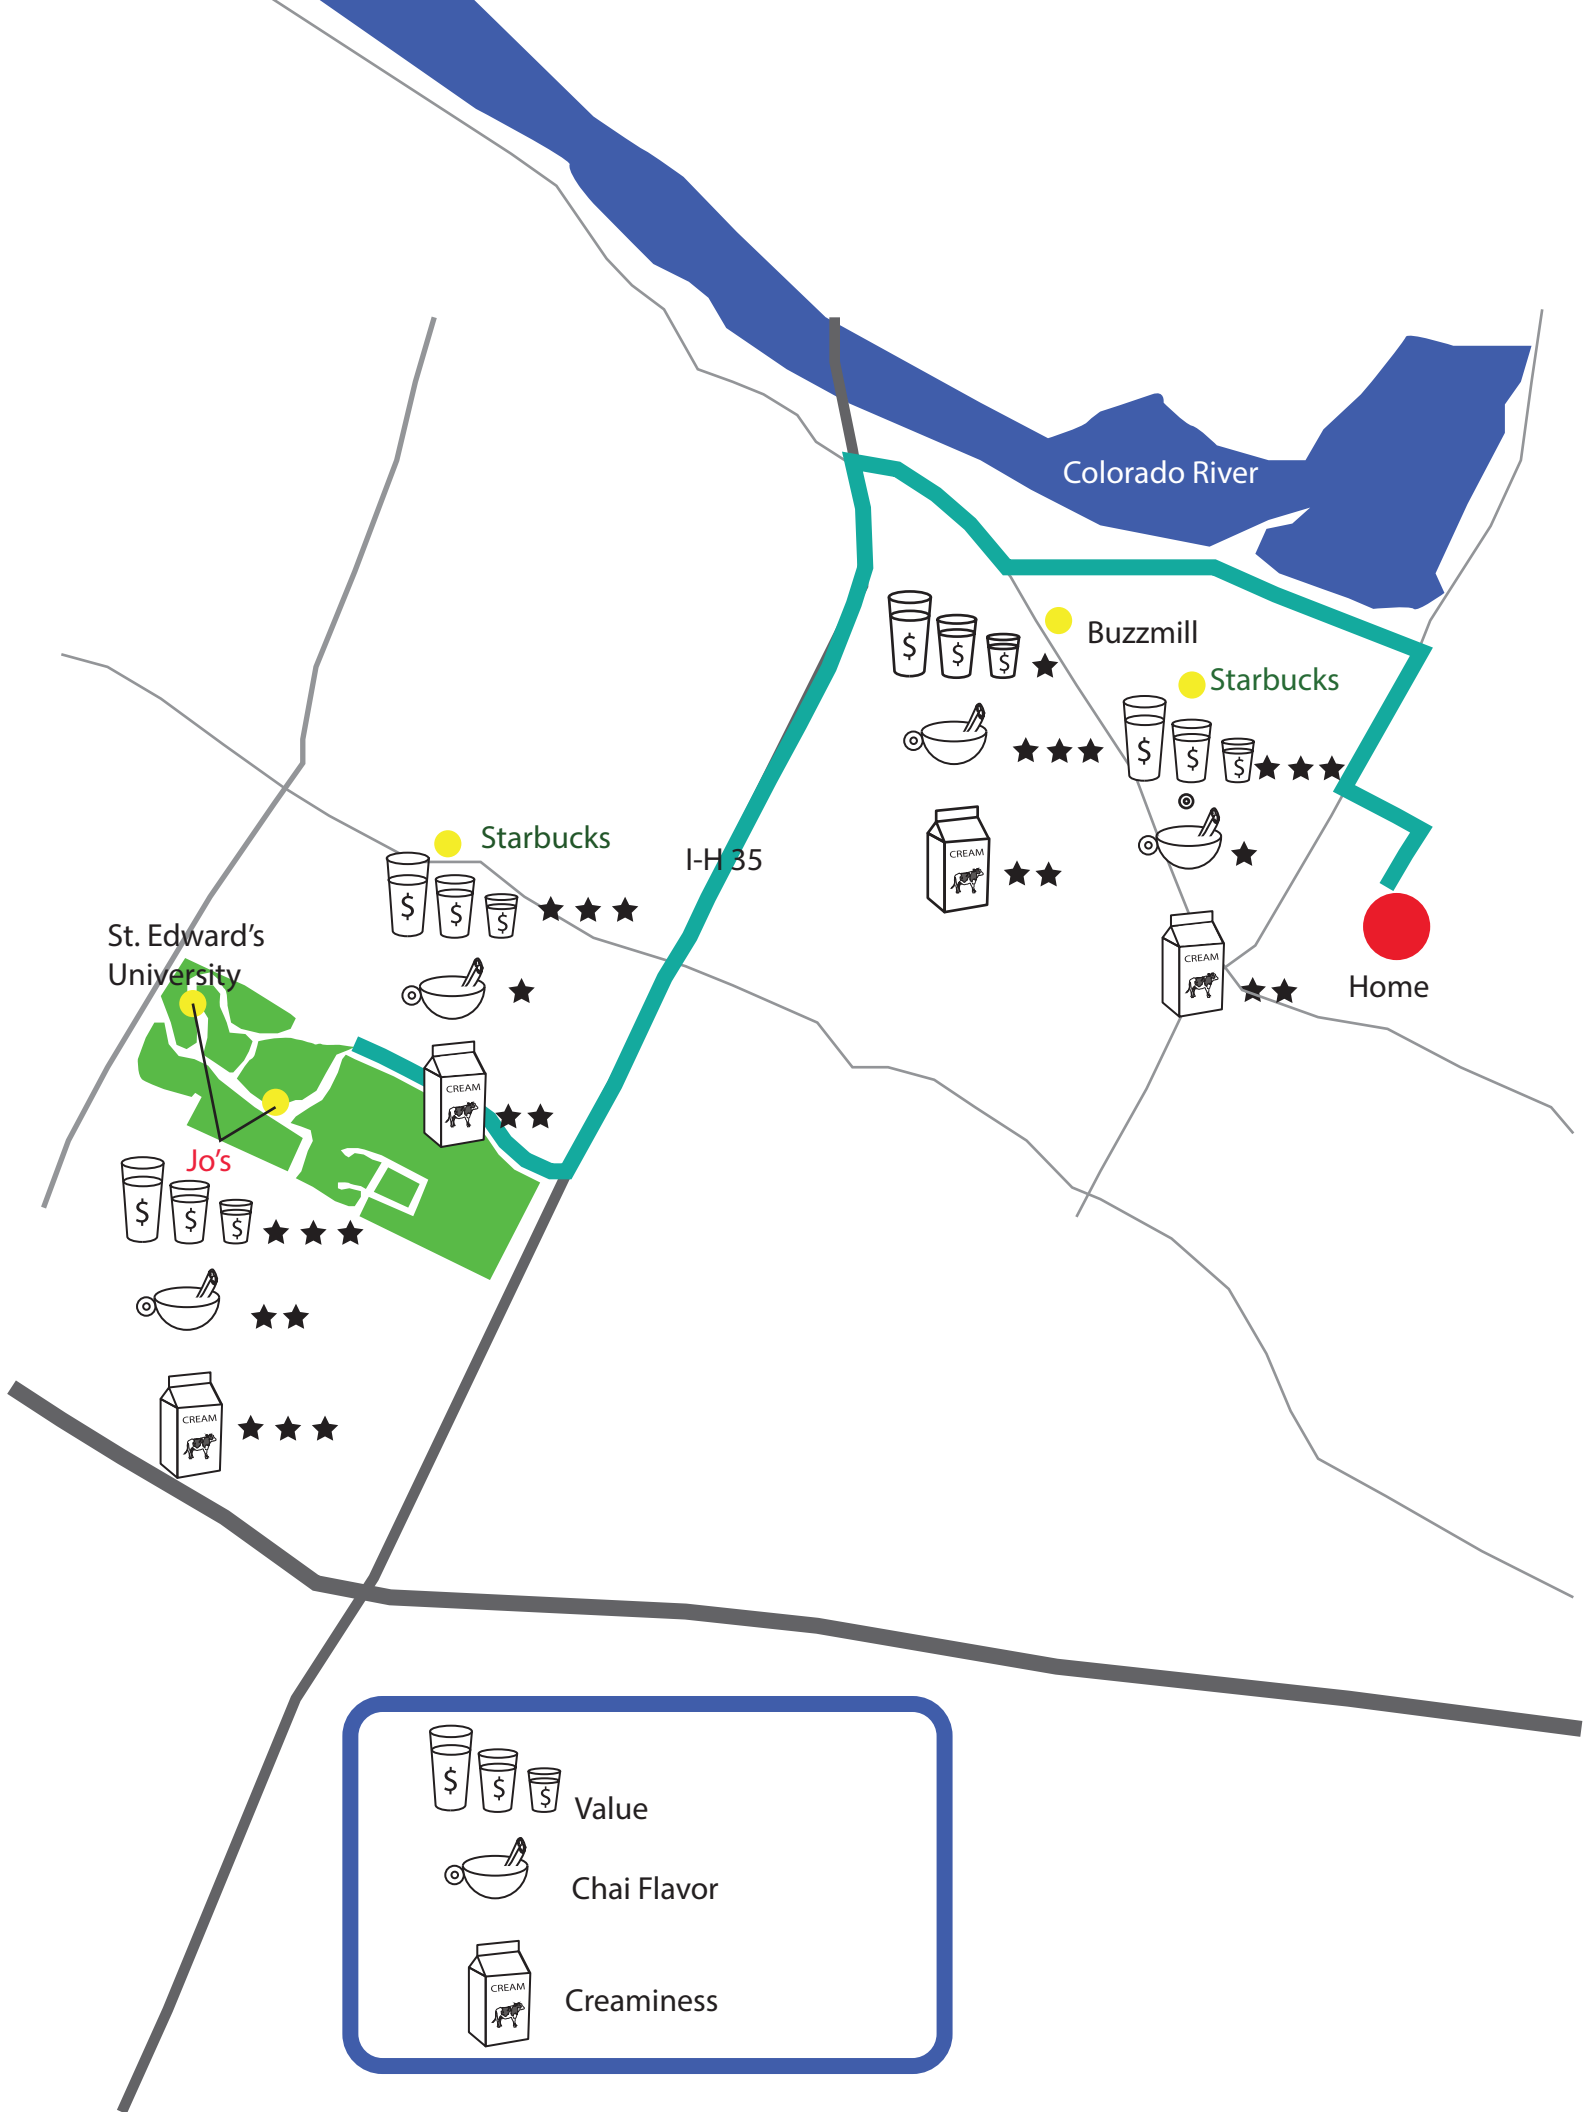 Colorado River
Buzzmill
$ $ $
Starbucks
$ $ $
CREAM
CREAM
Home
I-H 35
Starbucks
$ $ $
CREAM
St. Edward's
University
Jo's
$ $ $
CREAM
$ $ $
Value
Chai Flavor
CREAM
Creaminess